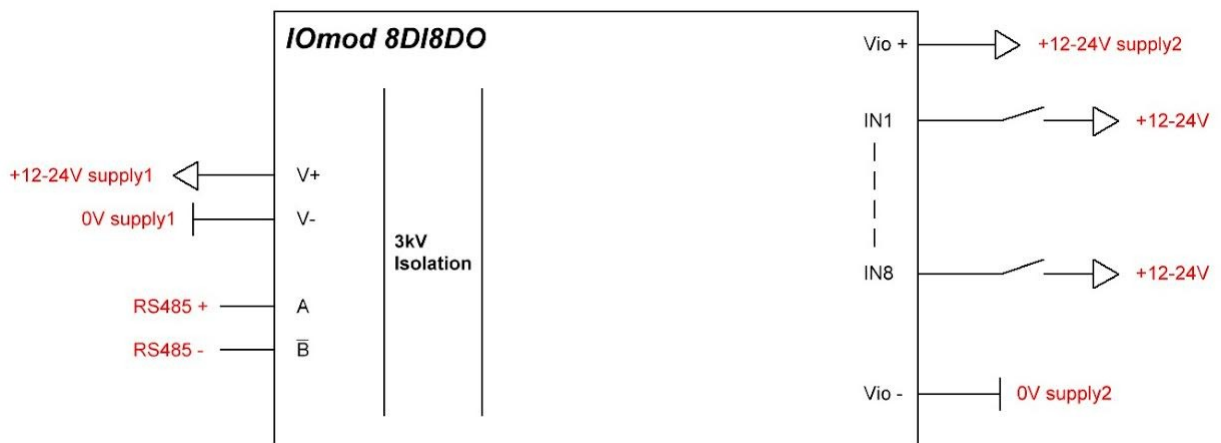 IOmod 8DI8DO
Vio + +12-24V supply2
IN1 +12-24V
+12-24V supply1 V+
0V supply1 V-
3kV
Isolation
IN8 +12-24V
RS485 + A
RS485 - B̅
Vio - 0V supply2